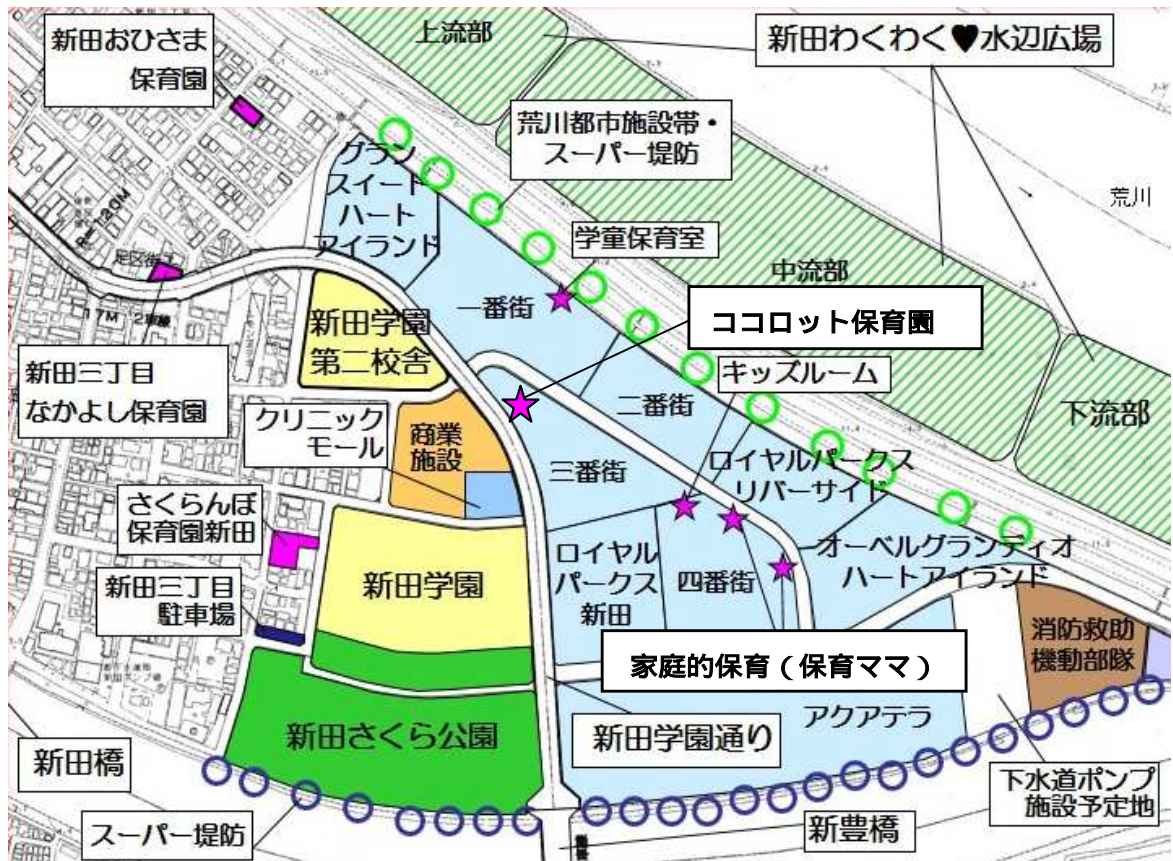 新田おひさま
保育園
上流部
新田わくわく♥水辺広場
荒川都市施設帯・
スーパー堤防
荒川
グラン
スイート
ハート
アイランド
学童保育室
中流部
一番街
ココロット保育園
新田学園
第二校舎
キッズルーム
新田三丁目
なかよし保育園
クリニック
モール
商業
施設
二番街
下流部
三番街
ロイヤルパークス
リバーサイド
さくらんぼ
保育園新田
ロイヤル
パークス
新田
四番街
オーベルグランディオ
ハートアイランド
新田学園
新田三丁目
駐車場
消防救助
機動部隊
家庭的保育(保育ママ)
アクアテラ
新田さくら公園
新田学園通り
新田橋
下水道ポンプ
施設予定地
スーパー堤防
新豊橋